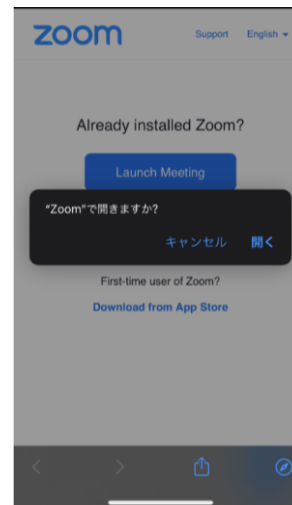 zoom
Support English
Already installed Zoom?
Launch Meeting
"Zoom"で開きますか?
キャンセル 開く
First-time user of Zoom?
Download from App Store